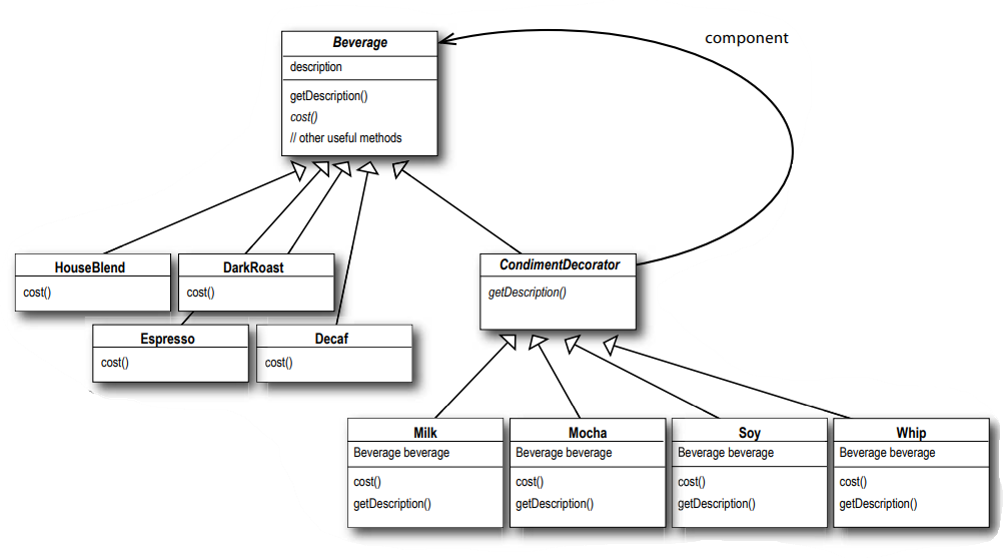 Beverage
description
getDescription()
cost()
// other useful methods
component
HouseBlend
cost()
DarkRoast
cost()
Espresso
cost()
Decaf
cost()
CondimentDecorator
getDescription()
Milk
Beverage beverage
cost()
getDescription()
Mocha
Beverage beverage
cost()
getDescription()
Soy
Beverage beverage
cost()
getDescription()
Whip
Beverage beverage
cost()
getDescription()